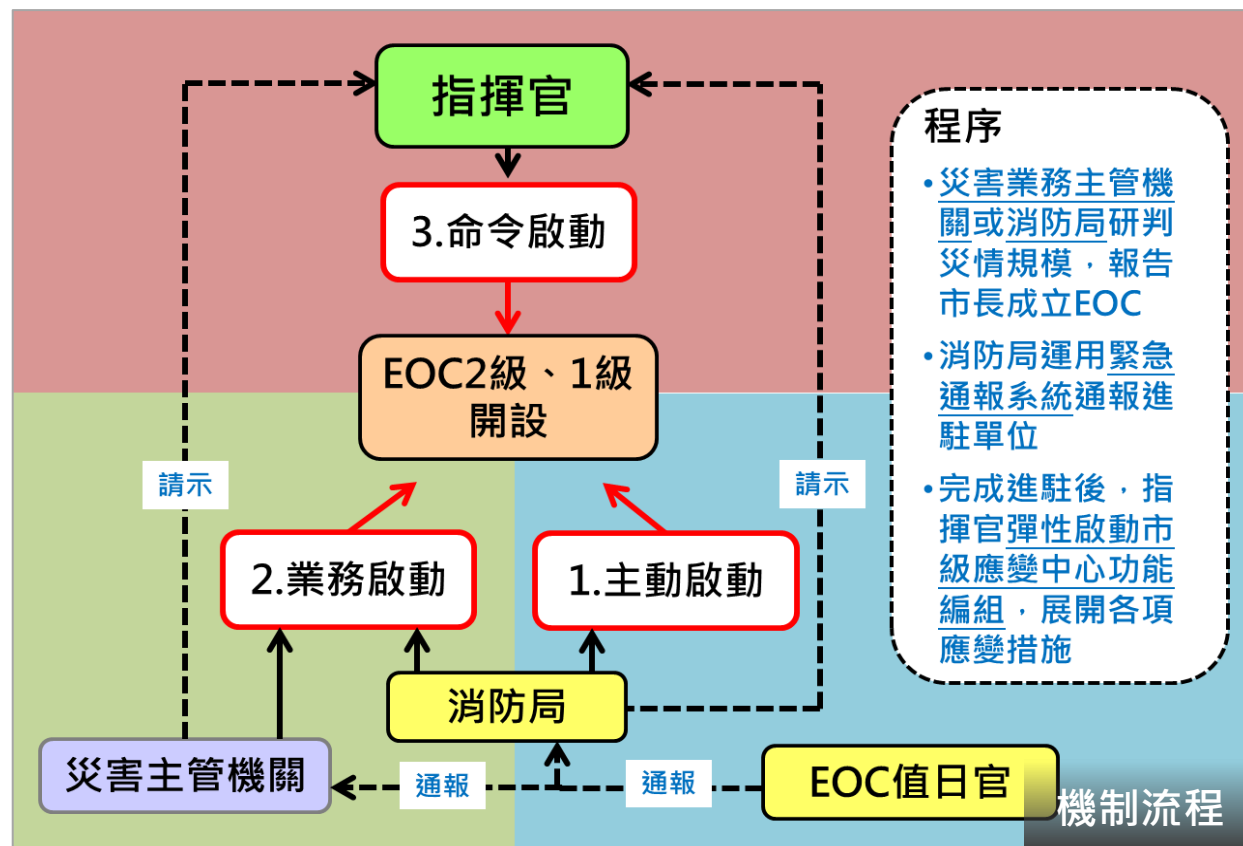 指揮官
3.命令啟動
EOC2級、1級
開設
請示
請示
2.業務啟動
1.主動啟動
消防局
災害主管機關
通報
通報
EOC值日官
程序
•災害業務主管機
關或消防局研判
災情規模，報告
市長成立EOC
•消防局運用緊急
通報系統通報進
駐單位
•完成進駐後，指
揮官彈性啟動市
級應變中心功能
編組，展開各項
應變措施
機制流程